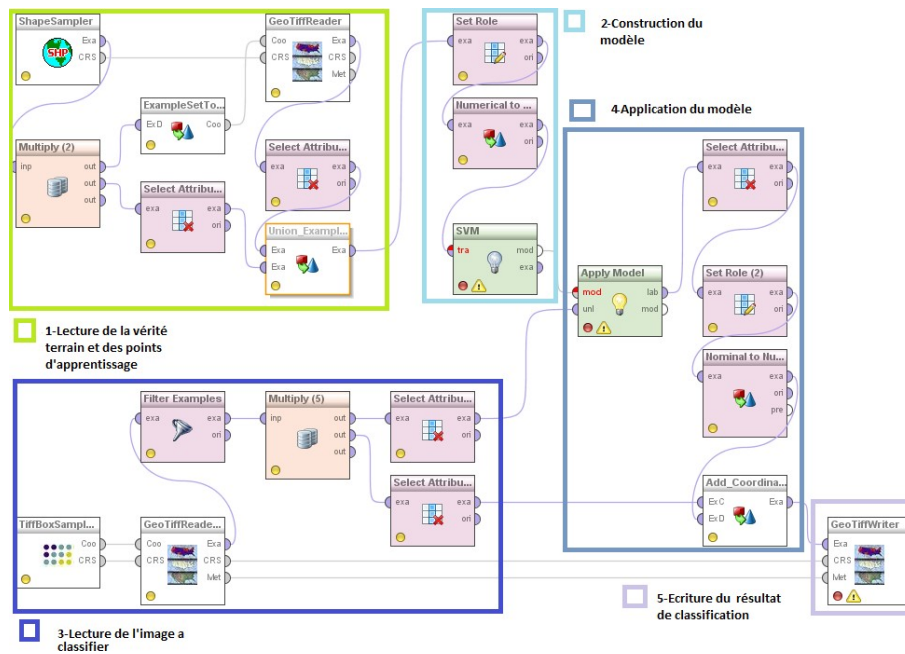 ShapeSampler
SHP
Exa
CRS
GeoTiffReader
Coo
Exa
CRS
CRS
Met
ExampleSetTo...
ExD
Coo
Multiply (2)
inp
out
out
out
Select Attribu...
exa
exa
ori
Select Attribu...
exa
exa
ori
Union_Exampl...
Exa
Exa
Exa
1-Lecture de la vérité
terrain et des points
d'apprentissage
Set Role
exa
exa
ori
Numerical to ...
exa
exa
ori
SVM
tra
mod
exa
2-Construction du
modèle
4-Application du modèle
Apply Model
mod
lab
unl
mod
Select Attribu...
exa
exa
ori
Set Role (2)
exa
exa
ori
Nominal to Nu...
exa
exa
ori
pre
Add_Coordina...
ExC
Exa
ExD
Filter Examples
exa
exa
ori
Multiply (5)
inp
out
out
out
Select Attribu...
exa
exa
ori
Select Attribu...
exa
exa
ori
TiffBoxSampl...
Coo
CRS
GeoTiffReade...
Coo
Exa
CRS
CRS
Met
3-Lecture de l'image a
classifier
GeoTiffWriter
Exa
CRS
Met
5-Ecriture du résultat
de classification